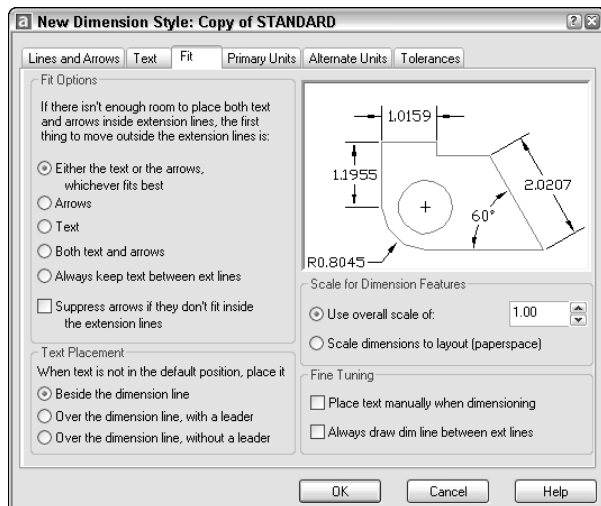 a New Dimension Style: Copy of STANDARD
Lines and Arrows Text Fit Primary Units Alternate Units Tolerances
Fit Options
If there isn't enough room to place both text
and arrows inside extension lines, the first
thing to move outside the extension lines is:
Either the text or the arrows,
whichever fits best
Arrows
Text
Both text and arrows
Always keep text between ext lines
Suppress arrows if they don't fit inside
the extension lines
Text Placement
When text is not in the default position, place it
Beside the dimension line
Over the dimension line, with a leader
Over the dimension line, without a leader
1.0159
1.1955
2.0207
60°
R0.8045
Scale for Dimension Features
Use overall scale of: 1.00
Scale dimensions to layout (paperspace)
Fine Tuning
Place text manually when dimensioning
Always draw dim line between ext lines
OK Cancel Help